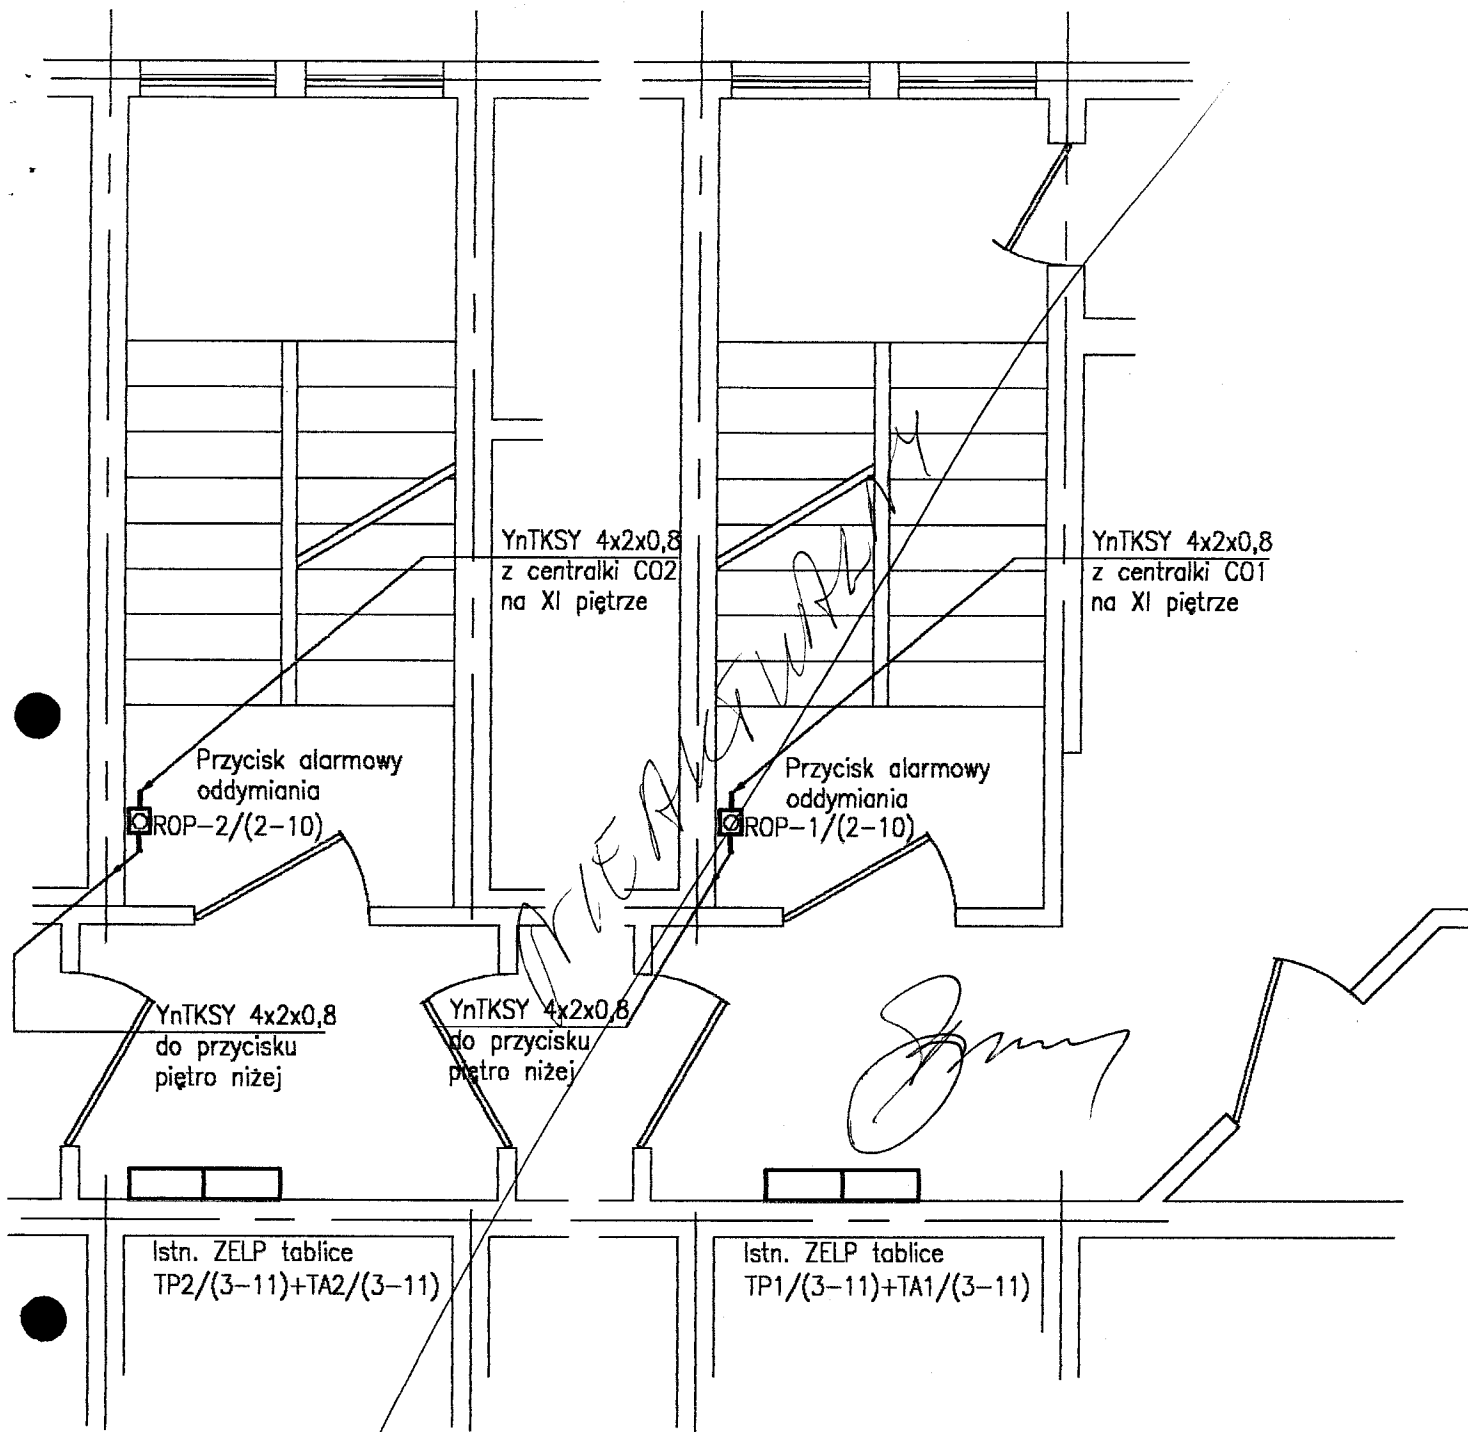 YnTKSY 4x2x0,8
z centralki CO2
na XI piętrze
YnTKSY 4x2x0,8
z centralki CO1
na XI piętrze
Przycisk alarmowy
oddymiania
ROP-2/(2-10)
Przycisk alarmowy
oddymiania
ROP-1/(2-10)
YnTKSY 4x2x0,8
do przycisku
piętro niżej
YnTKSY 4x2x0,8
do przycisku
piętro niżej
Istn. ZELP tablice
TP2/(3-11)+TA2/(3-11)
Istn. ZELP tablice
TP1/(3-11)+TA1/(3-11)